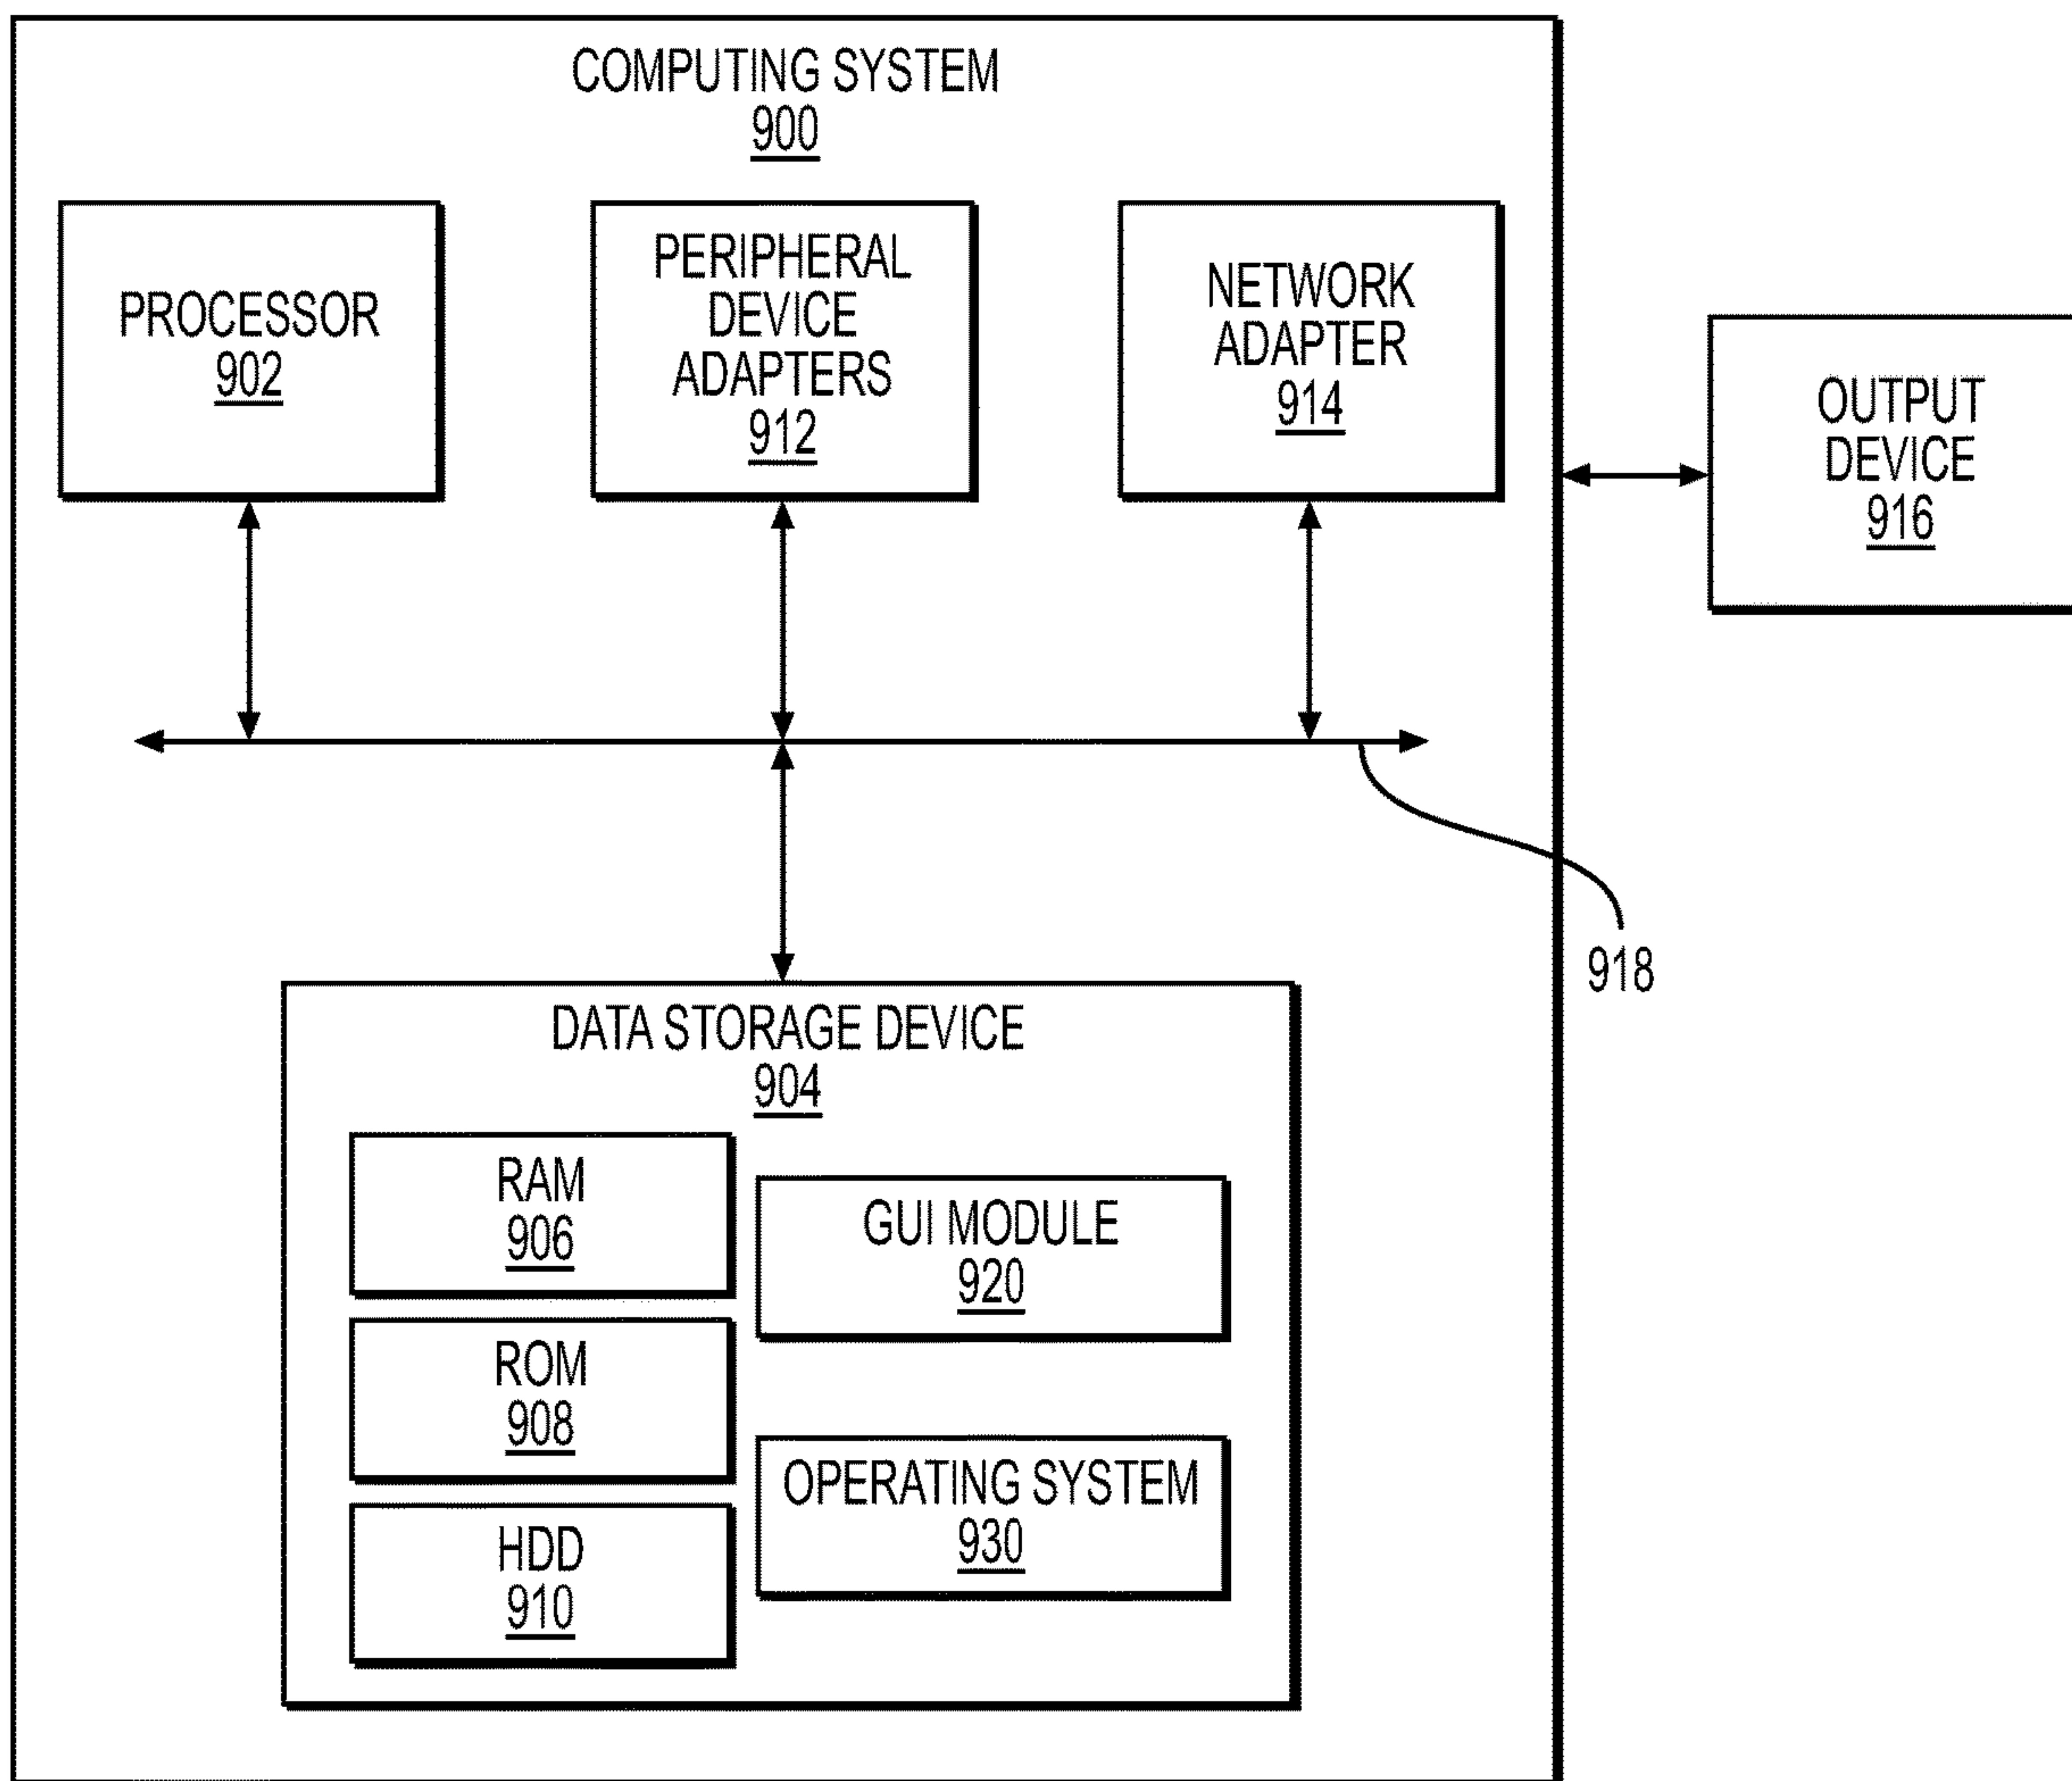 COMPUTING SYSTEM
900
PROCESSOR
902
PERIPHERAL
DEVICE
ADAPTERS
912
NETWORK
ADAPTER
914
OUTPUT
DEVICE
916
918
DATA STORAGE DEVICE
904
RAM
906
ROM
908
HDD
910
GUI MODULE
920
OPERATING SYSTEM
930